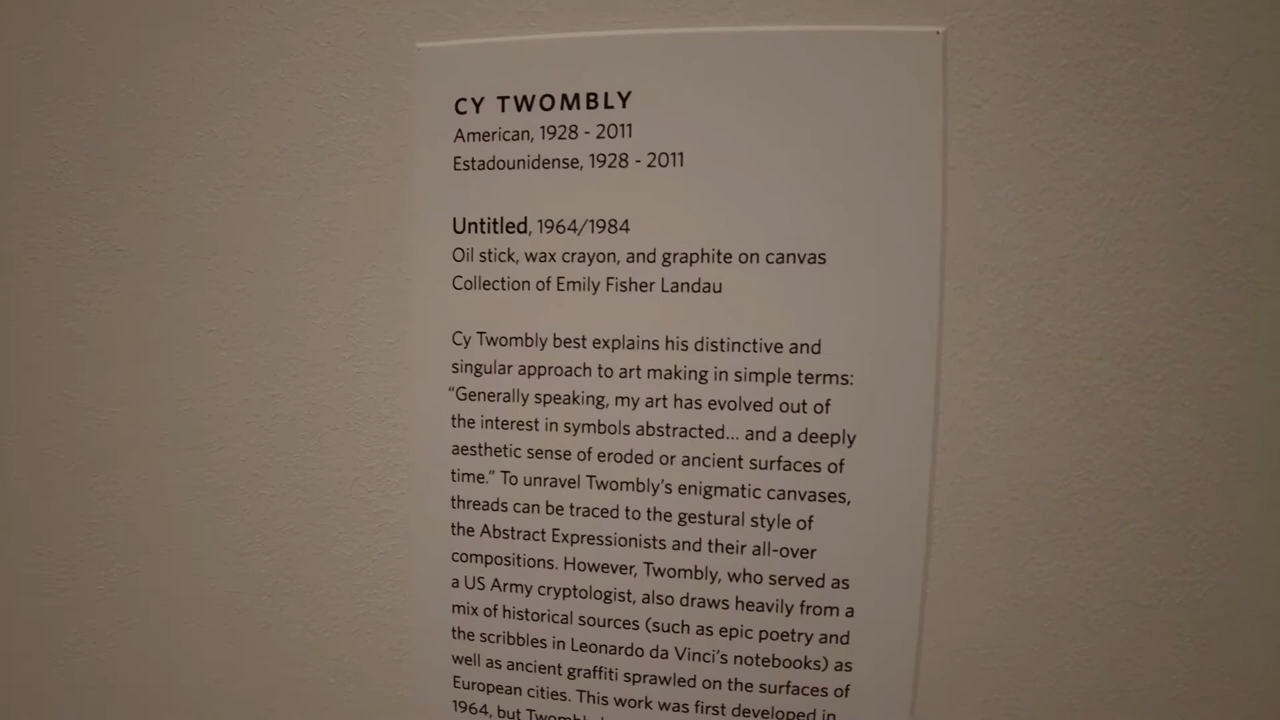 CY TWOMBLY
American, 1928 - 2011
Estadounidense, 1928 - 2011
Untitled, 1964/1984
Oil stick, wax crayon, and graphite on canvas
Collection of Emily Fisher Landau
Cy Twombly best explains his distinctive and
singular approach to art making in simple terms:
“Generally speaking, my art has evolved out of
the interest in symbols abstracted... and a deeply
aesthetic sense of eroded or ancient surfaces of
time.” To unravel Twombly’s enigmatic canvases,
threads can be traced to the gestural style of
the Abstract Expressionists and their all-over
compositions. However, Twombly, who served as
a US Army cryptologist, also draws heavily from a
mix of historical sources (such as epic poetry and
the scribbles in Leonardo da Vinci’s notebooks) as
well as ancient graffiti sprawled on the surfaces of
European cities. This work was first developed in
1964, but